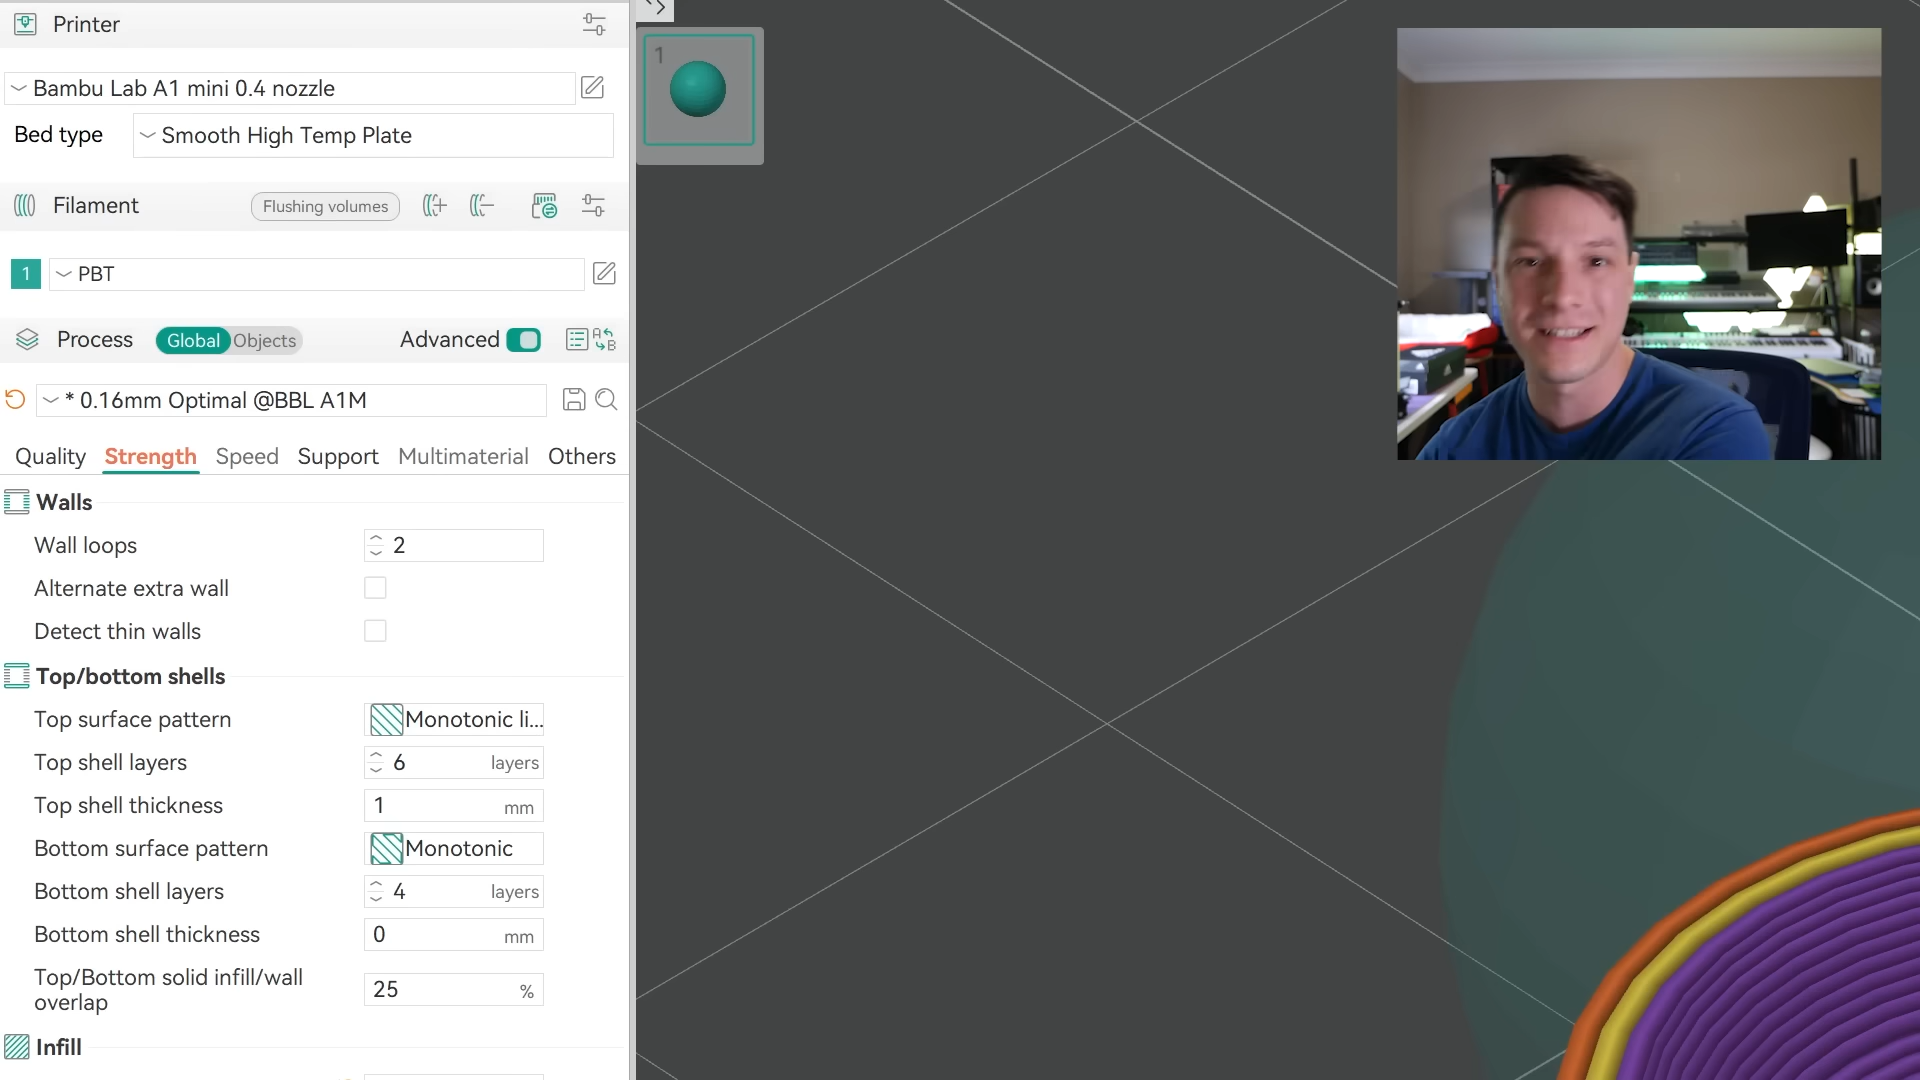 Printer
Bambu Lab A1 mini 0.4 nozzle
Bed type
Smooth High Temp Plate
Filament
Flushing volumes
1
PBT
Process
Global
Objects
Advanced
A
B
* 0.16mm Optimal @BBL A1M
Quality
Strength
Speed
Support
Multimaterial
Others
Walls
Wall loops
2
Alternate extra wall
Detect thin walls
Top/bottom shells
Top surface pattern
Monotonic li...
Top shell layers
6
layers
Top shell thickness
1
mm
Bottom surface pattern
Monotonic
Bottom shell layers
4
layers
Bottom shell thickness
0
mm
Top/Bottom solid infill/wall
overlap
25
%
Infill
1